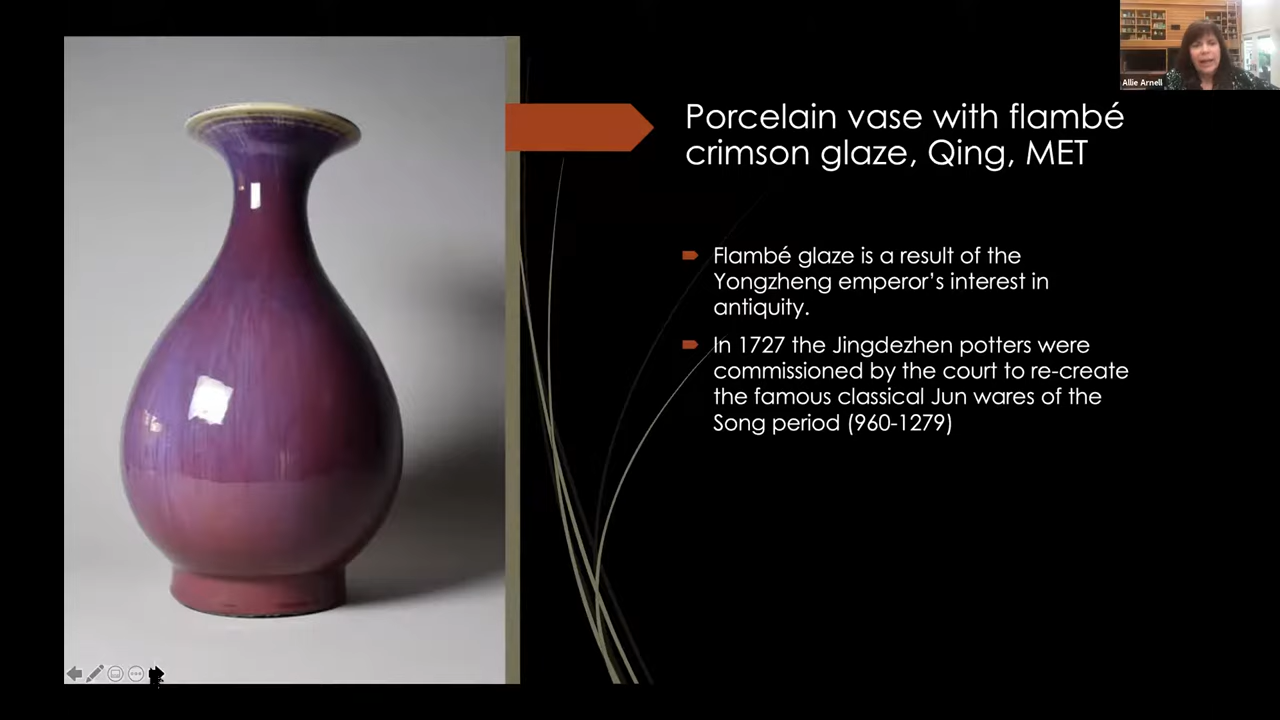 Allie Arnell
Porcelain vase with flambé
crimson glaze, Qing, MET
Flambé glaze is a result of the
Yongzheng emperor’s interest in
antiquity.
In 1727 the Jingdezhen potters were
commissioned by the court to re-create
the famous classical Jun wares of the
Song period (960-1279)